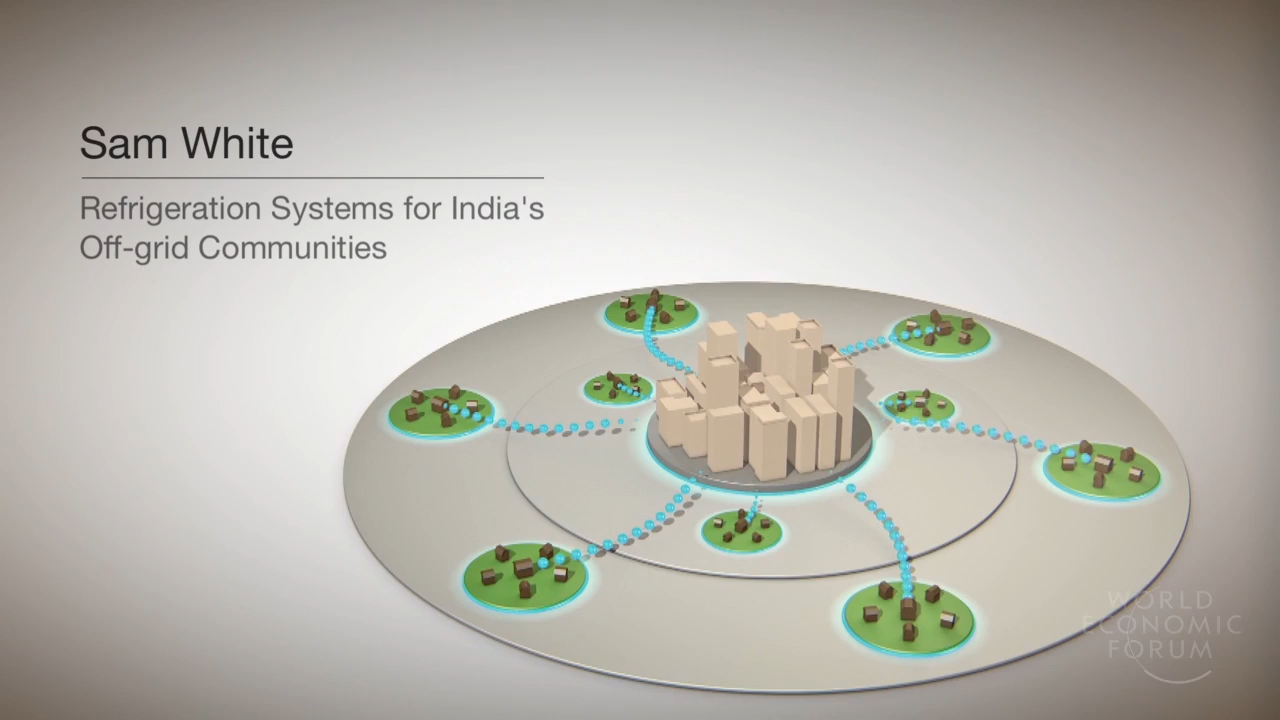 Sam White
Refrigeration Systems for India's
Off-grid Communities
WORLD
ECONOMIC
FORUM